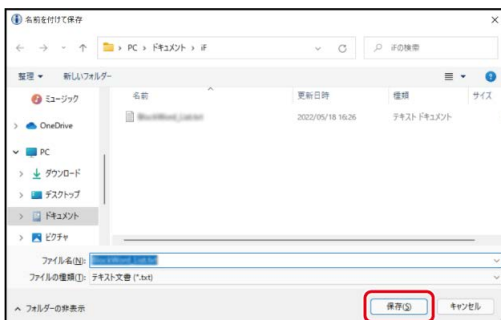 名前を付けて保存
PC › ドキュメント › iF
iFの検索
整理 新しいフォルダー
名前 更新日時 種類 サイズ
ミュージック
2022/05/18 16:26 テキスト ドキュメント
OneDrive
PC
ダウンロード
デスクトップ
ドキュメント
ビデオ
ファイル名(N):
ファイルの種類(T): テキスト文書 (*.txt)
フォルダーの非表示 保存(S) キャンセル